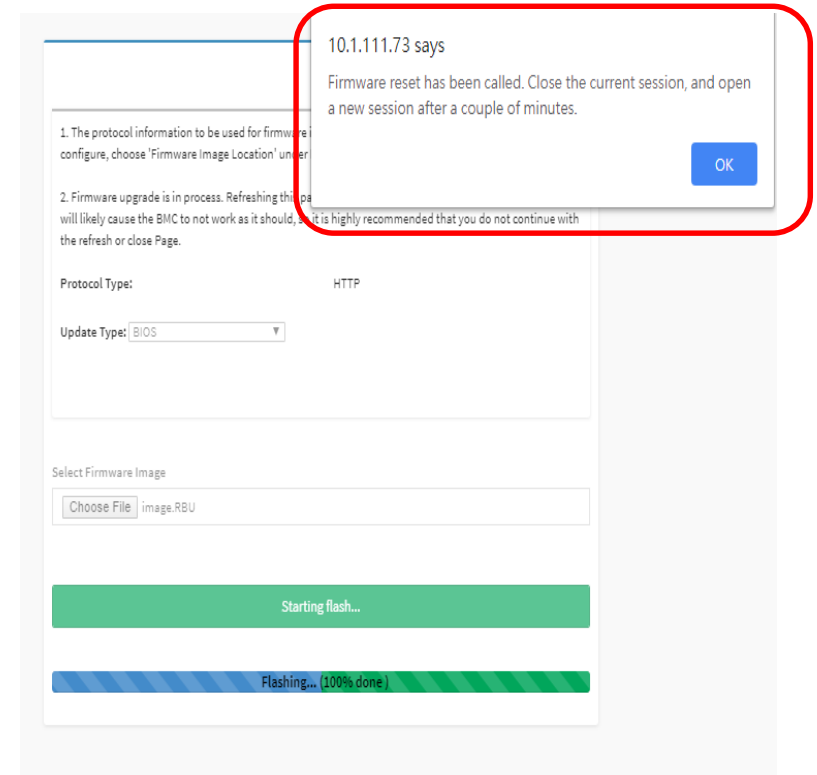 10.1.111.73 says
Firmware reset has been called. Close the current session, and open
a new session after a couple of minutes.
OK
1. The protocol information to be used for firmware i
configure, choose 'Firmware Image Location' under
2. Firmware upgrade is in process. Refreshing this pa
will likely cause the BMC to not work as it should, it is highly recommended that you do not continue with
the refresh or close Page.
Protocol Type: HTTP
Update Type: BIOS
Select Firmware Image
Choose File image.RBU
Starting flash...
Flashing... (100% done )